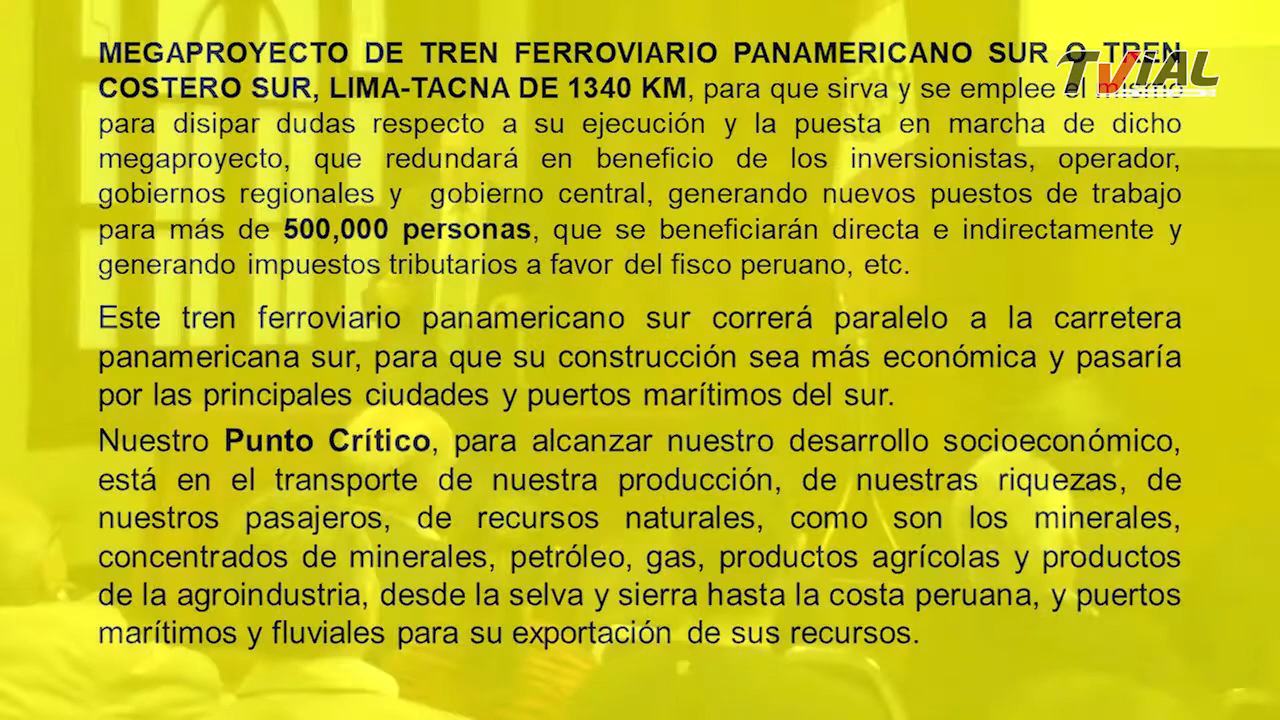 MEGAPROYECTO DE TREN FERROVIARIO PANAMERICANO SUR O TREN
COSTERO SUR, LIMA-TACNA DE 1340 KM, para que sirva y se emplee el mismo
para disipar dudas respecto a su ejecución y la puesta en marcha de dicho
megaproyecto, que redundará en beneficio de los inversionistas, operador,
gobiernos regionales y gobierno central, generando nuevos puestos de trabajo
para más de 500,000 personas, que se beneficiarán directa e indirectamente y
generando impuestos tributarios a favor del fisco peruano, etc.
Este tren ferroviario panamericano sur correrá paralelo a la carretera
panamericana sur, para que su construcción sea más económica y pasaría
por las principales ciudades y puertos marítimos del sur.
Nuestro Punto Crítico, para alcanzar nuestro desarrollo socioeconómico,
está en el transporte de nuestra producción, de nuestras riquezas, de
nuestros pasajeros, de recursos naturales, como son los minerales,
concentrados de minerales, petróleo, gas, productos agrícolas y productos
de la agroindustria, desde la selva y sierra hasta la costa peruana, y puertos
marítimos y fluviales para su exportación de sus recursos.
TVIAL